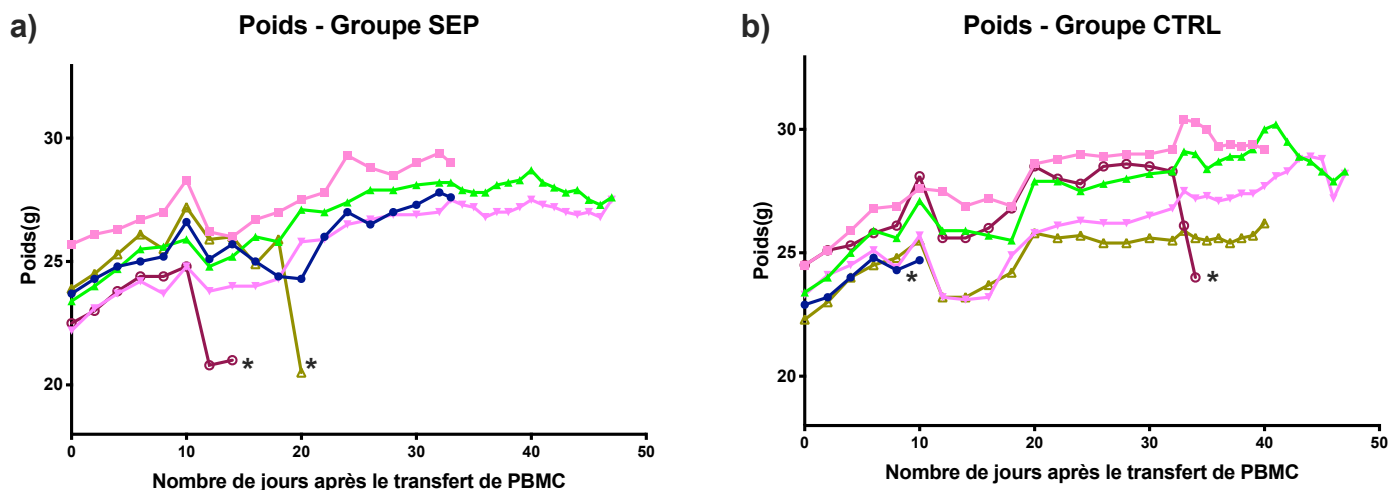 a)
Poids - Groupe SEP
Poids(g)
30
25
20
0
10
20
30
40
50
Nombre de jours après le transfert de PBMC
*
*
b)
Poids - Groupe CTRL
Poids(g)
30
25
20
0
10
20
30
40
50
Nombre de jours après le transfert de PBMC
*
*